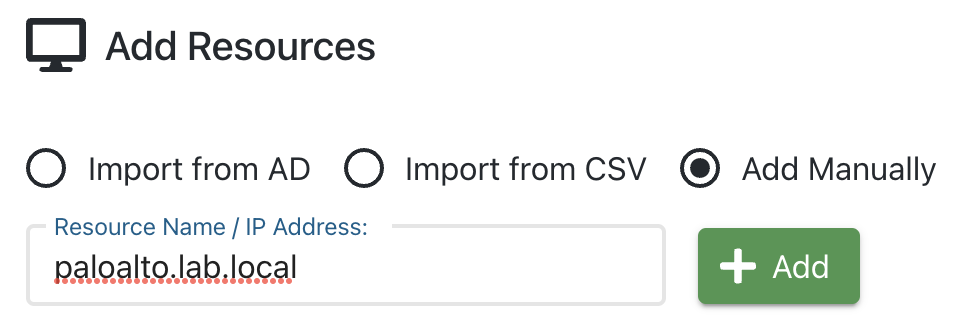 Add Resources
Import from AD Import from CSV Add Manually
Resource Name / IP Address:
paloalto.lab.local
Add